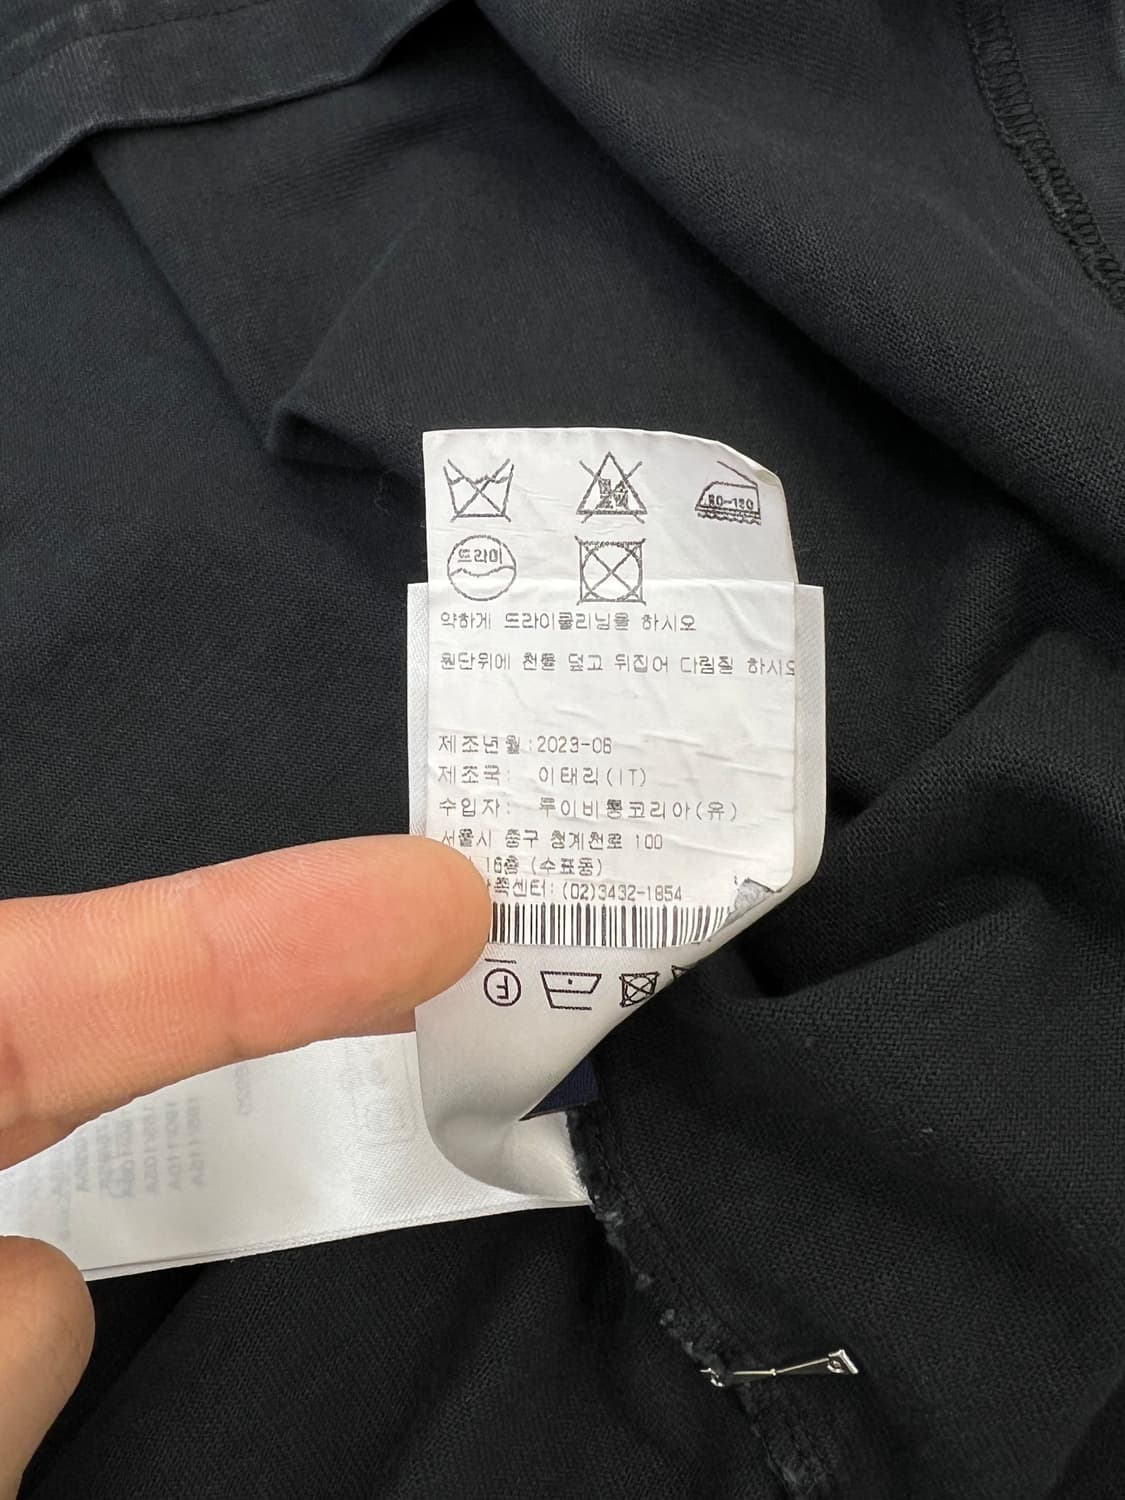 80~120
드라이
약하게 드라이클리닝을 하시오
원단위에 천을 덮고 뒤집어 다림질 하시오
제조년월:2023-06
제조국: 이태리(IT)
수입자: 루이비통코리아(유)
서울시 중구 청계천로 100
16층 (수표동)
센터: (02)3432-1854
F